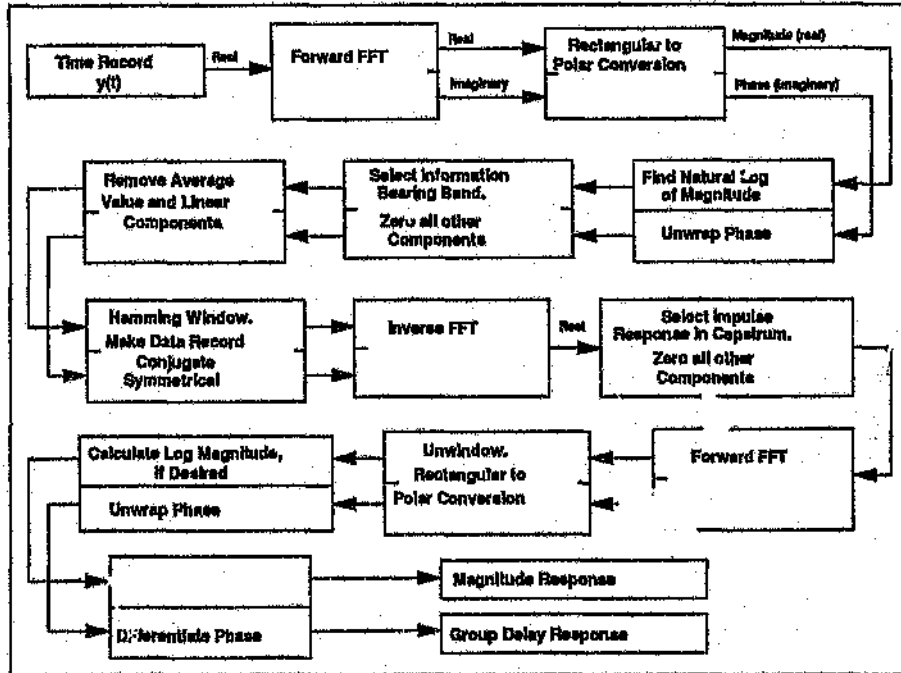 Time Record
y(t)
Real
Forward FFT
Real
Imaginary
Rectangular to
Polar Conversion
Magnitude (real)
Phase (imaginary)
Remove Average
Value and Linear
Components
Select Information
Bearing Band.
Zero all other
Components
Find Natural Log
of Magnitude
Unwrap Phase
Hamming Window.
Make Data Record
Conjugate
Symmetrical
Inverse FFT
Real
Select Impulse
Response in Cepstrum.
Zero all other
Components
Calculate Log Magnitude,
if Desired
Unwrap Phase
Unwindow.
Rectangular to
Polar Conversion
Forward FFT
Magnitude Response
Differentiate Phase
Group Delay Response